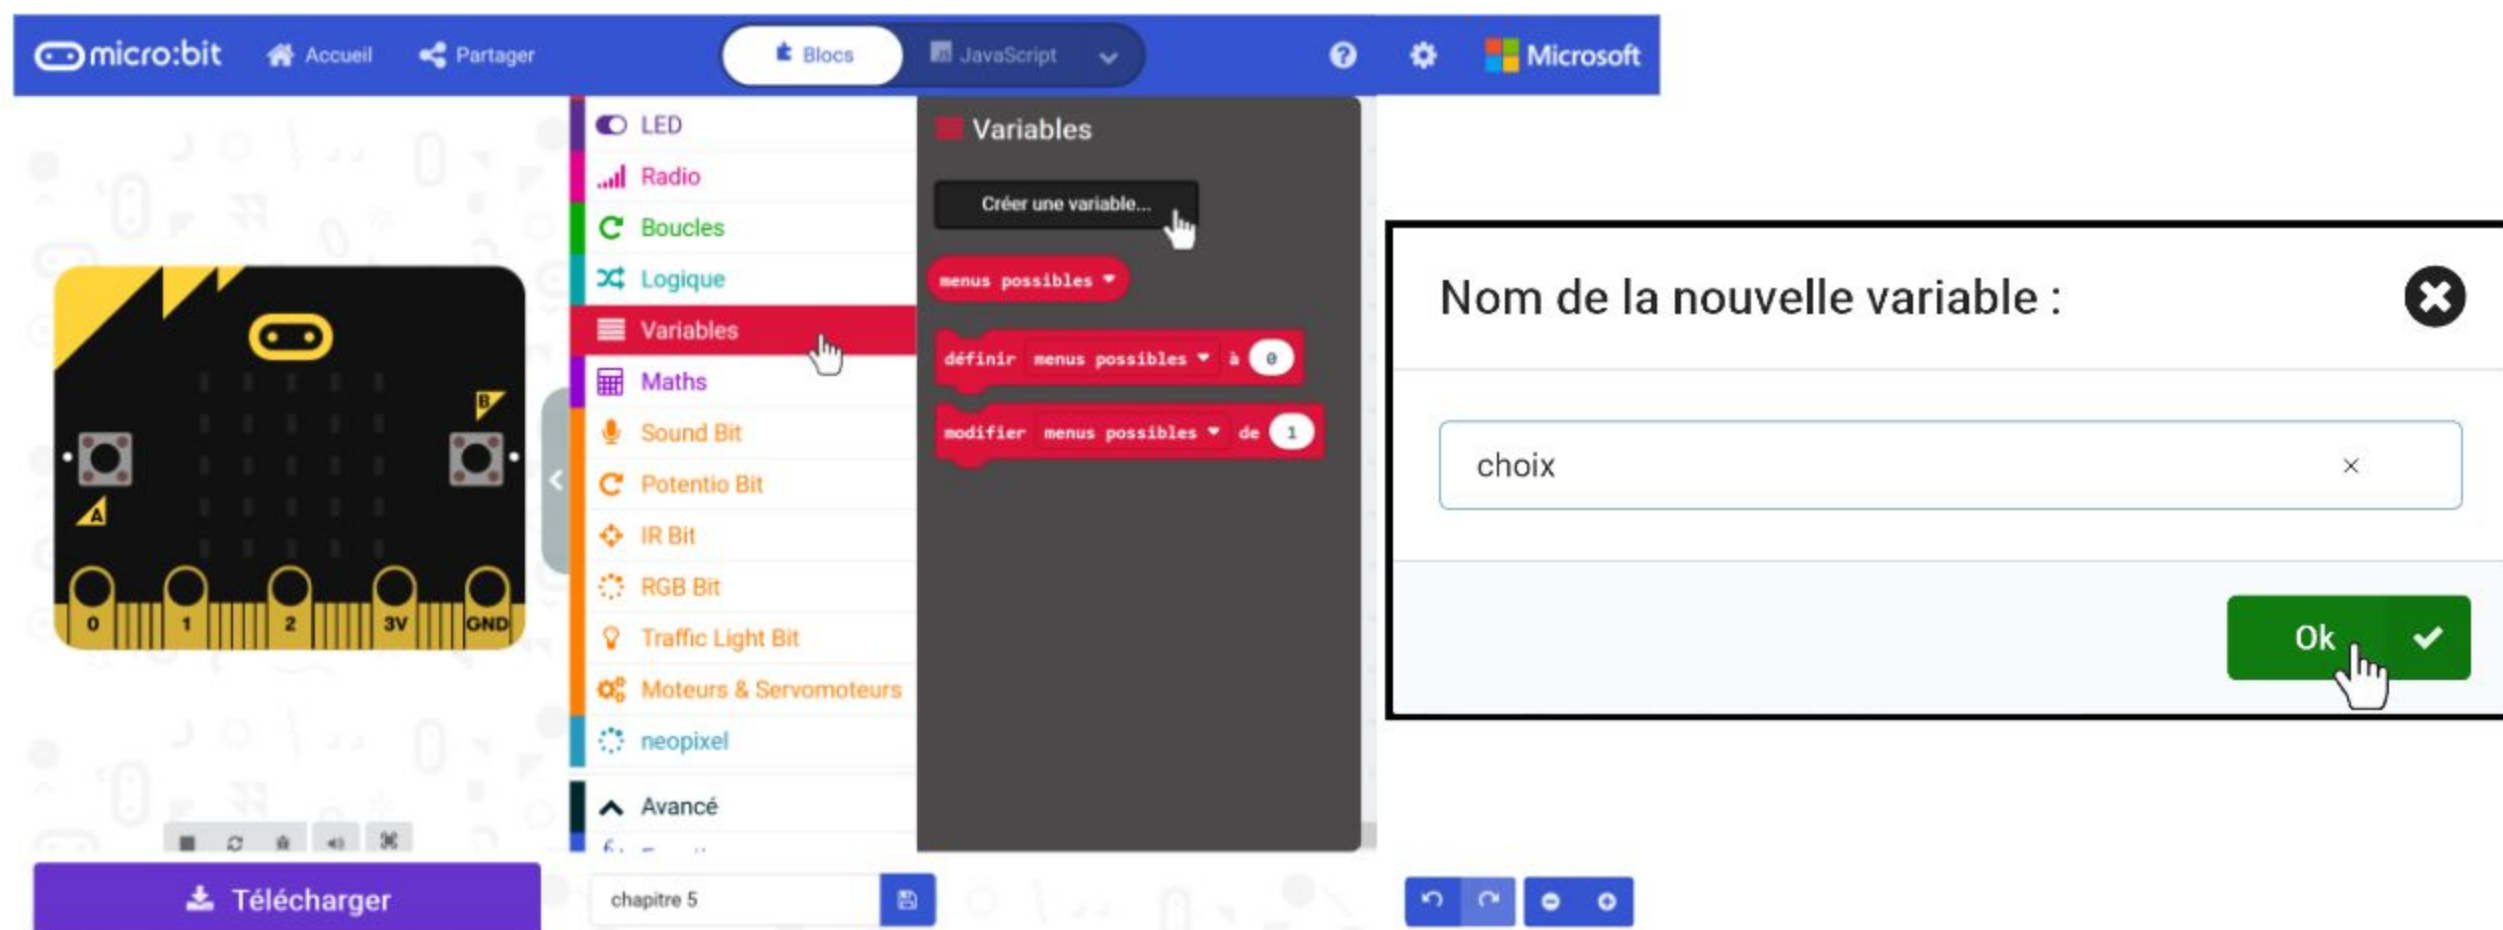 micro:bit Accueil Partager Blocs JavaScript Microsoft
LED
Radio
Boucles
Logique
Variables
Maths
Sound Bit
Potentio Bit
IR Bit
RGB Bit
Traffic Light Bit
Moteurs & Servomoteurs
neopixel
Avancé
Variables
Créer une variable...
menus possibles
définir menus possibles à 0
modifier menus possibles de 1
B
A
0 1 2 3V GND
Télécharger
chapitre 5
Nom de la nouvelle variable :
choix
Ok